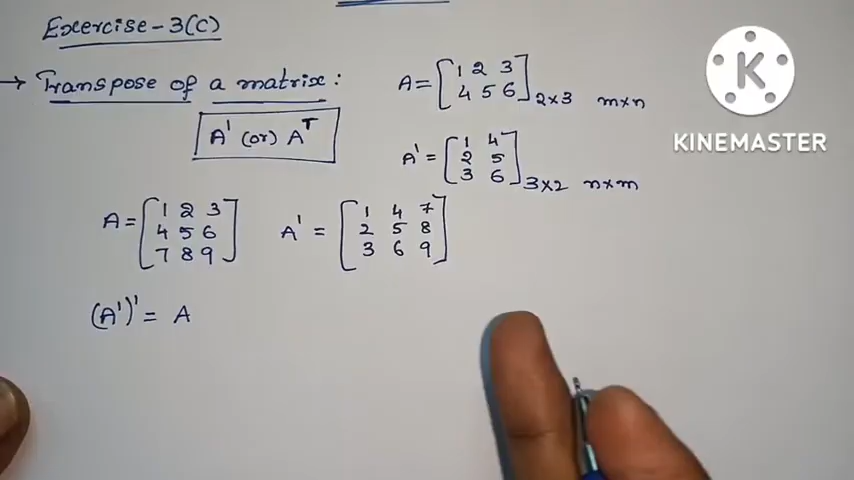 Excercise-3(c)
→ Transpose of a matrix:
A' (or) A^T
A = [1 2 3
4 5 6] 2×3 m×n
A' = [1 4
2 5
3 6] 3×2 n×m
A = [1 2 3
4 5 6
7 8 9]
A' = [1 4 7
2 5 8
3 6 9]
(A')' = A
K
KINEMASTER